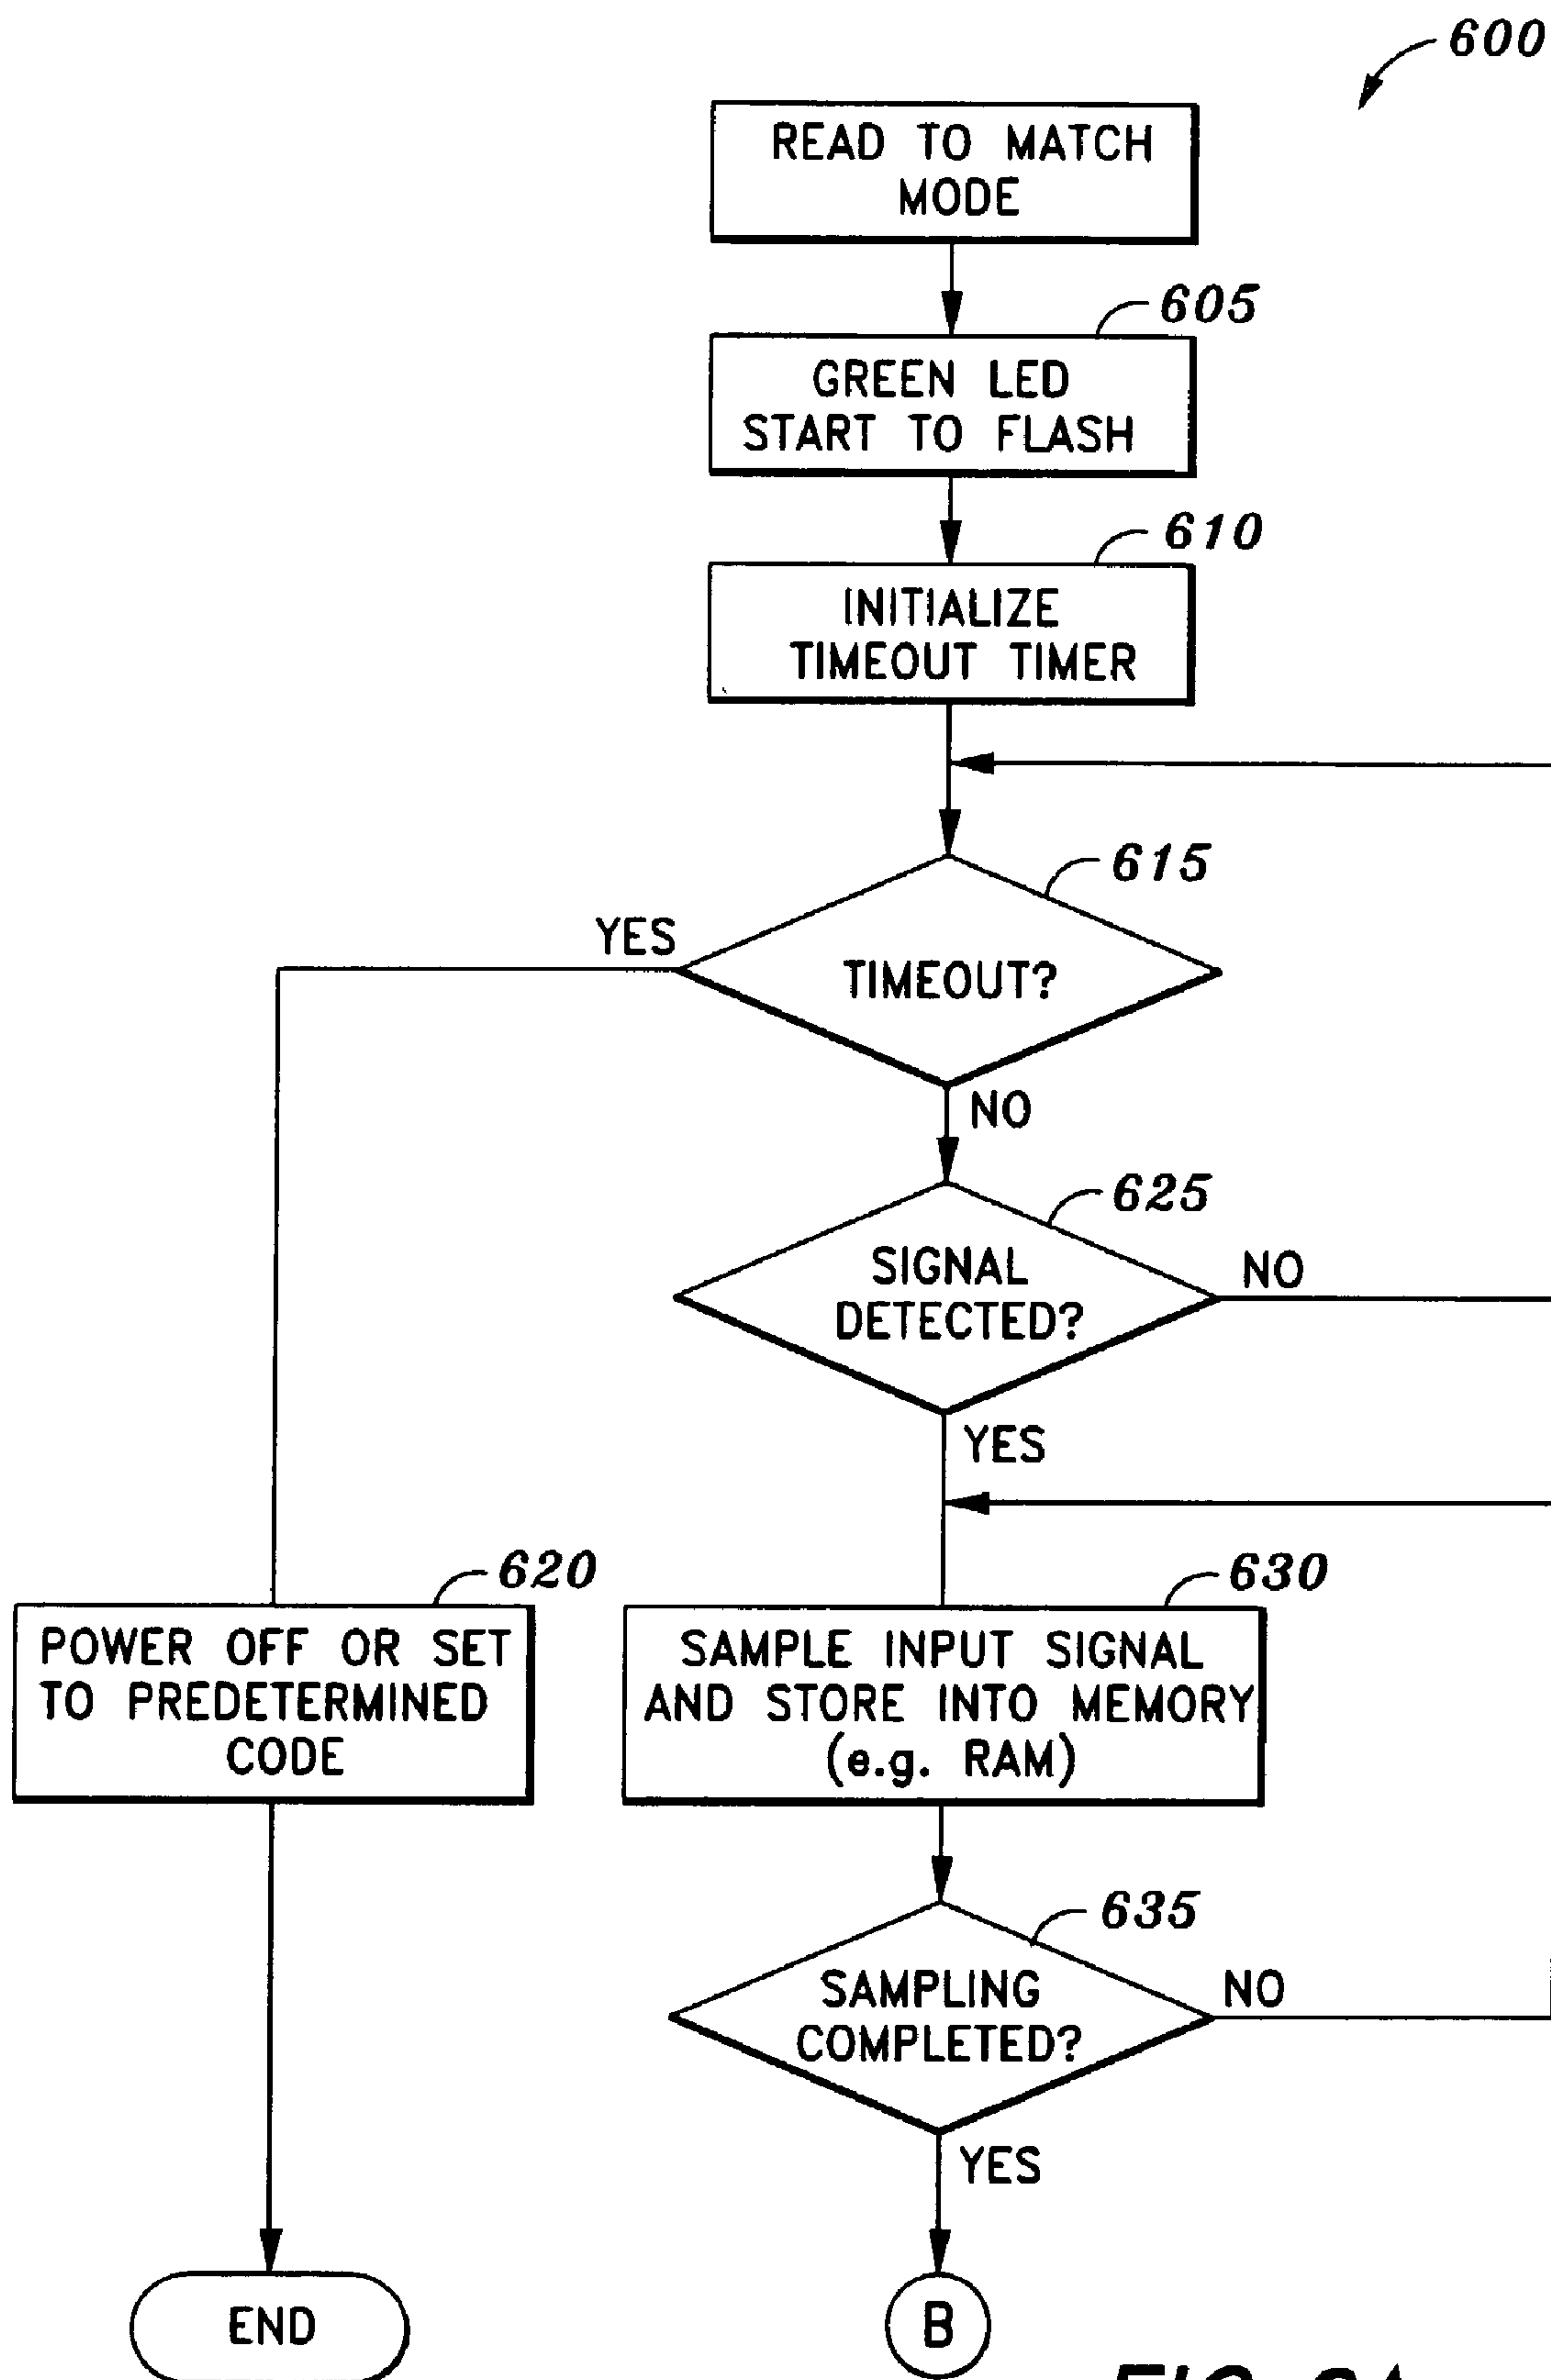 600
READ TO MATCH
MODE
605
GREEN LED
START TO FLASH
610
INITIALIZE
TIMEOUT TIMER
615
YES
TIMEOUT?
NO
625
SIGNAL
DETECTED?
NO
YES
620
POWER OFF OR SET
TO PREDETERMINED
CODE
630
SAMPLE INPUT SIGNAL
AND STORE INTO MEMORY
(e.g. RAM)
635
SAMPLING
COMPLETED?
NO
YES
END
B